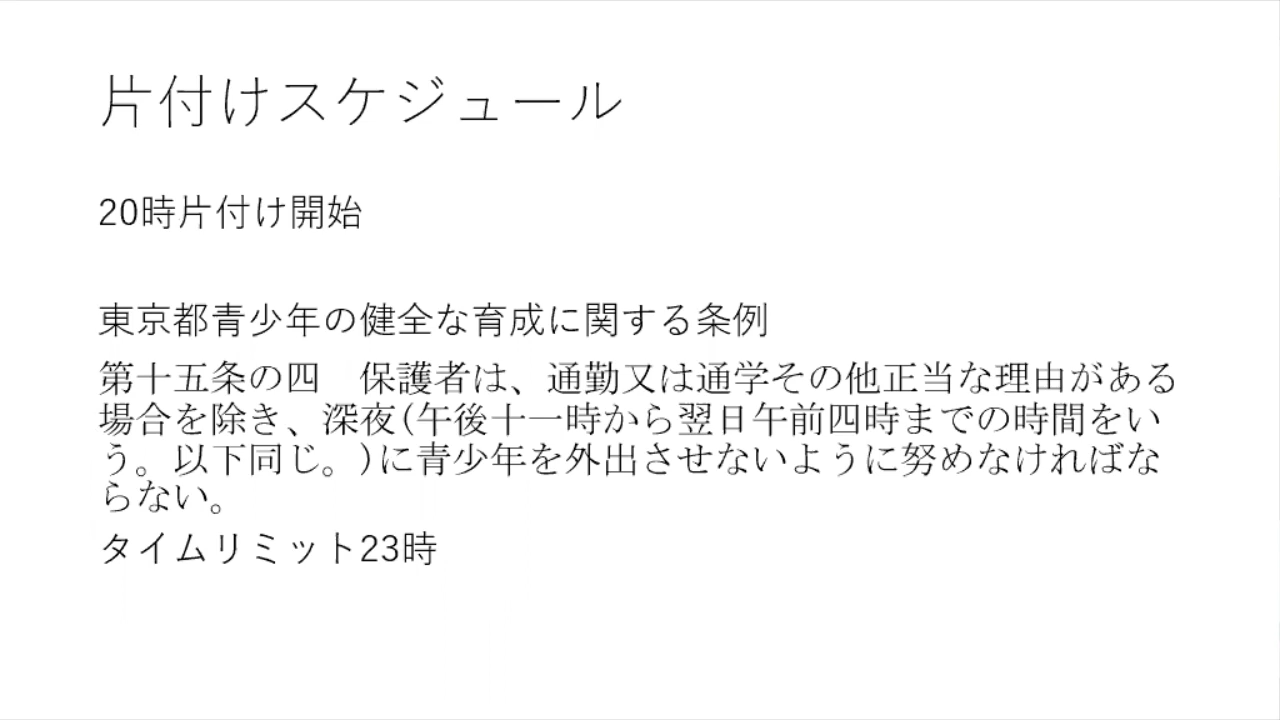 片付けスケジュール
20時片付け開始
東京都青少年の健全な育成に関する条例
第十五条の四　保護者は、通勤又は通学その他正当な理由がある
場合を除き、深夜(午後十一時から翌日午前四時までの時間をい
う。以下同じ。)に青少年を外出させないように努めなければな
らない。
タイムリミット23時